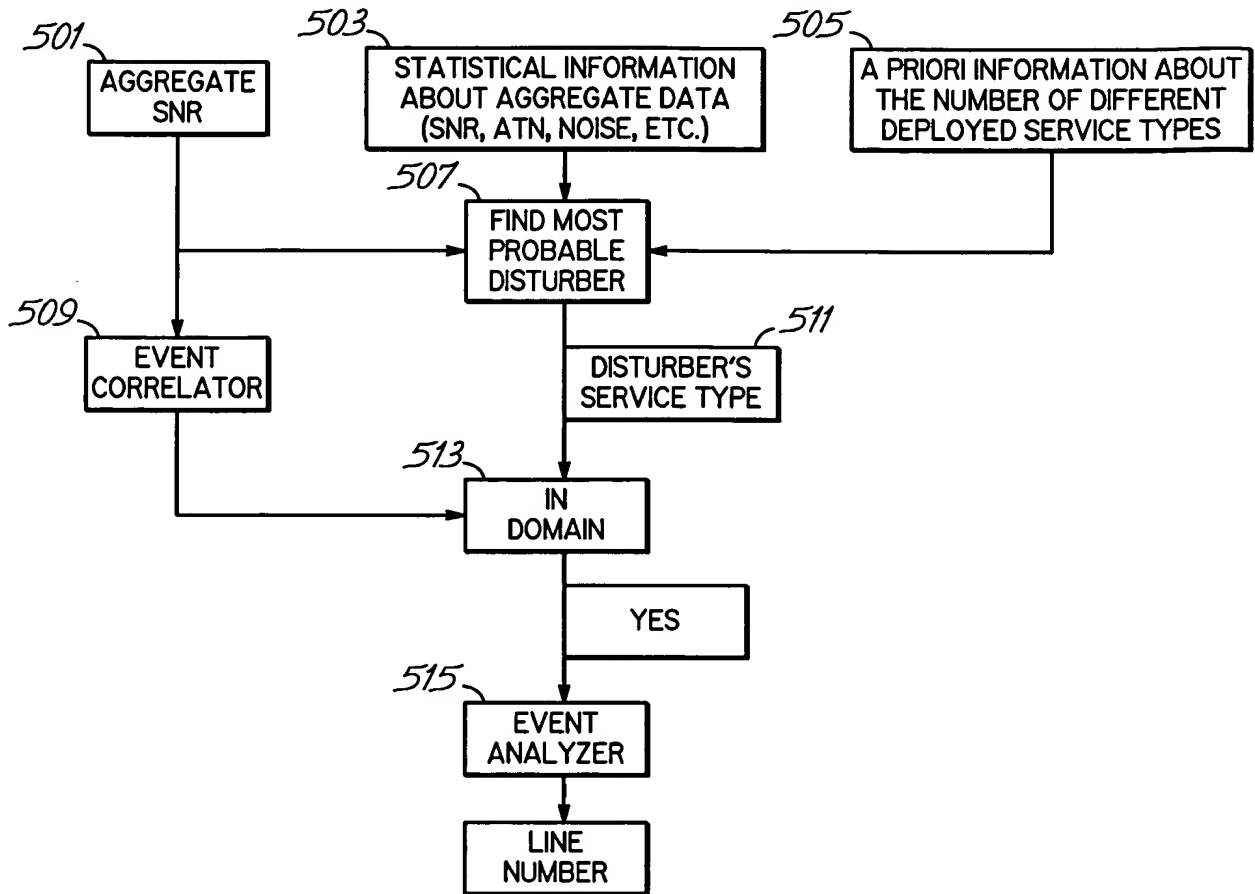 501
AGGREGATE
SNR
503
STATISTICAL INFORMATION
ABOUT AGGREGATE DATA
(SNR, ATN, NOISE, ETC.)
505
A PRIORI INFORMATION ABOUT
THE NUMBER OF DIFFERENT
DEPLOYED SERVICE TYPES
507
FIND MOST
PROBABLE
DISTURBER
509
EVENT
CORRELATOR
511
DISTURBER'S
SERVICE TYPE
513
IN
DOMAIN
YES
515
EVENT
ANALYZER
LINE
NUMBER